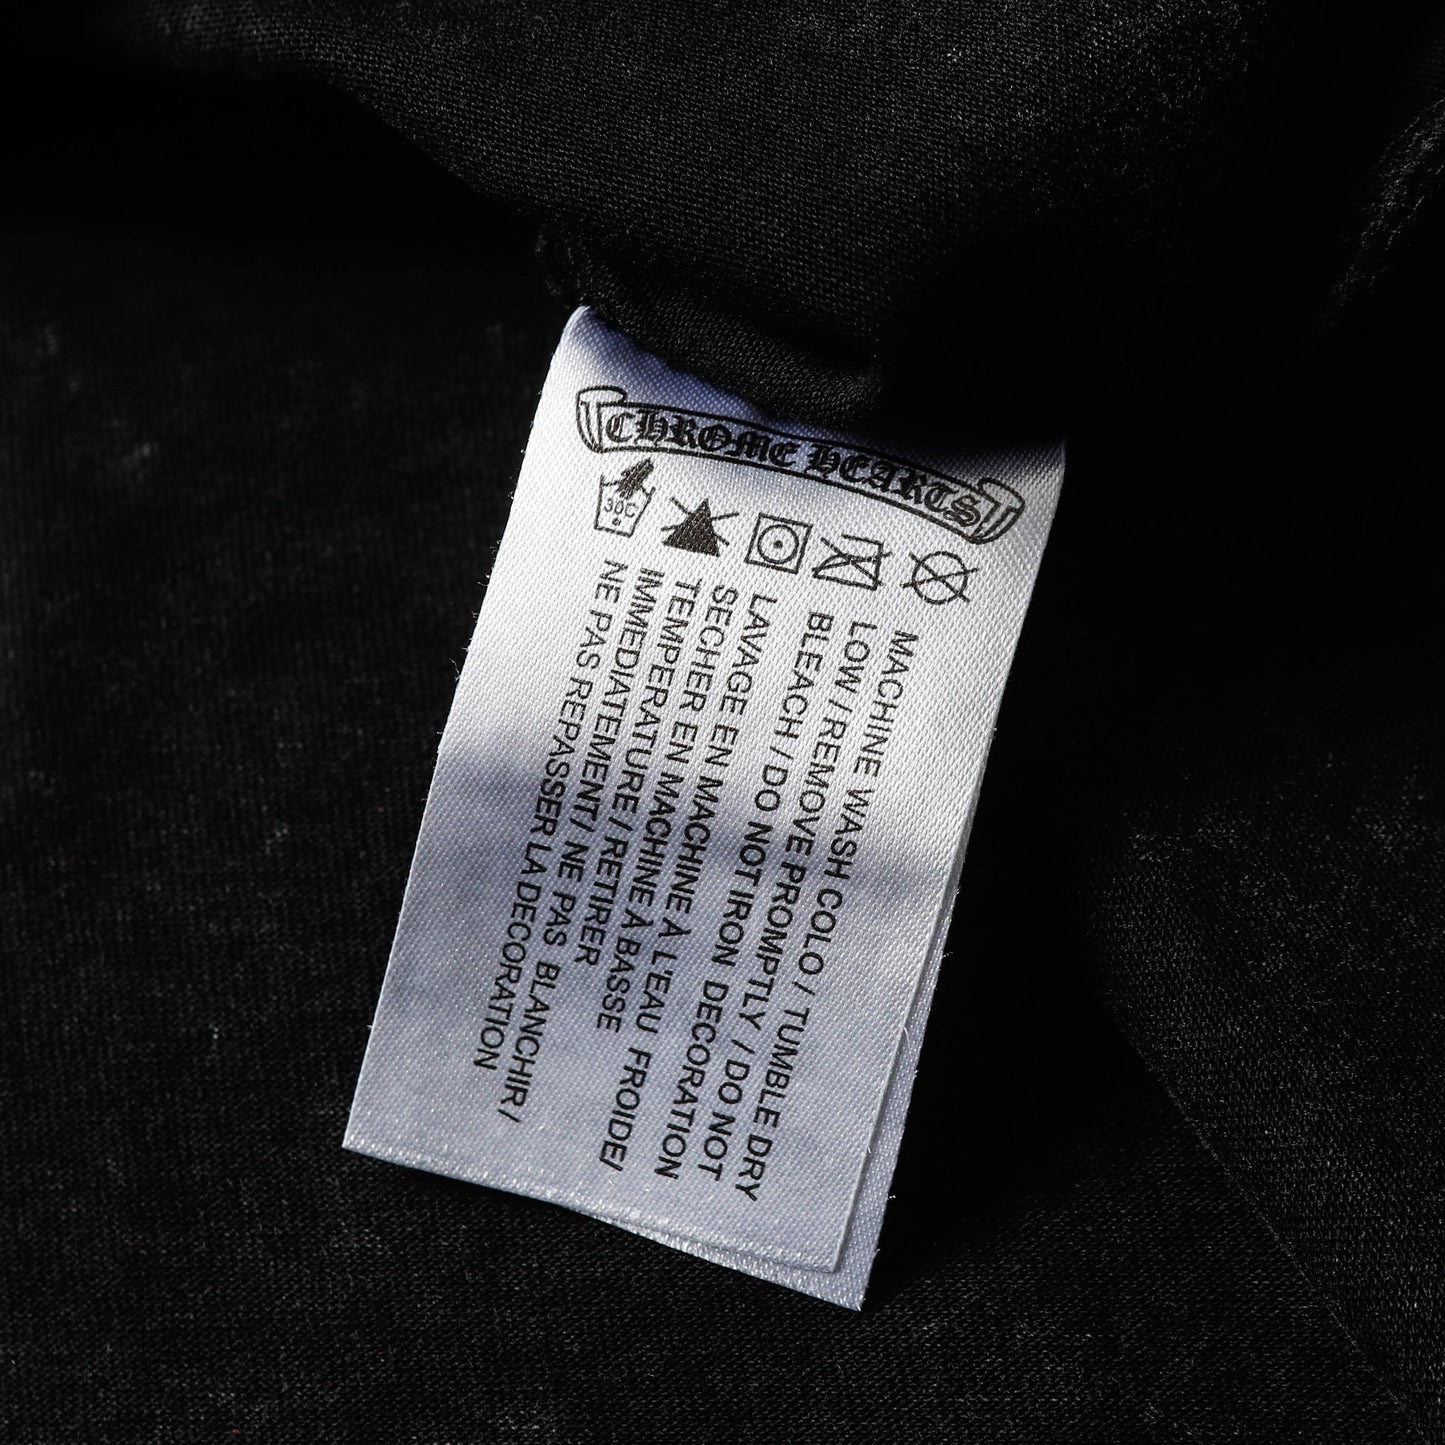 CHROME HEARTS
30C
MACHINE WASH COLO / TUMBLE DRY
LOW / REMOVE PROMPTLY / DO NOT
BLEACH / DO NOT IRON DECORATION
LAVAGE EN MACHINE A L'EAU FROIDE/
SECHER EN MACHINE À BASSE
TEMPERATURE / RETIRER
IMMEDIATEMENT/ NE PAS BLANCHIR/
NE PAS REPASSER LA DECORATION